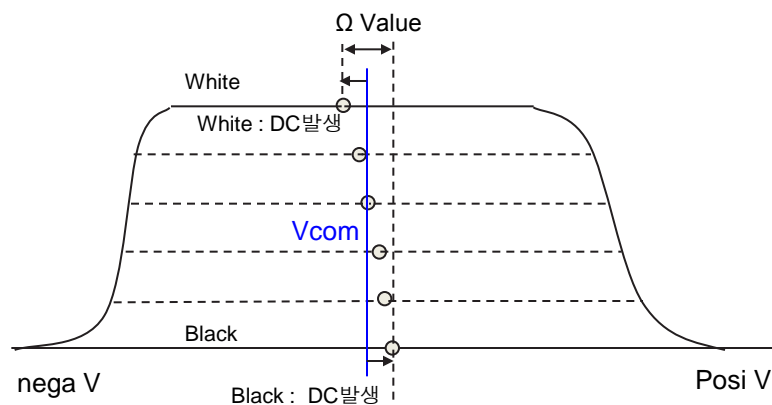 Ω Value
White
White : DC발생
Vcom
Black
nega V
Posi V
Black : DC발생